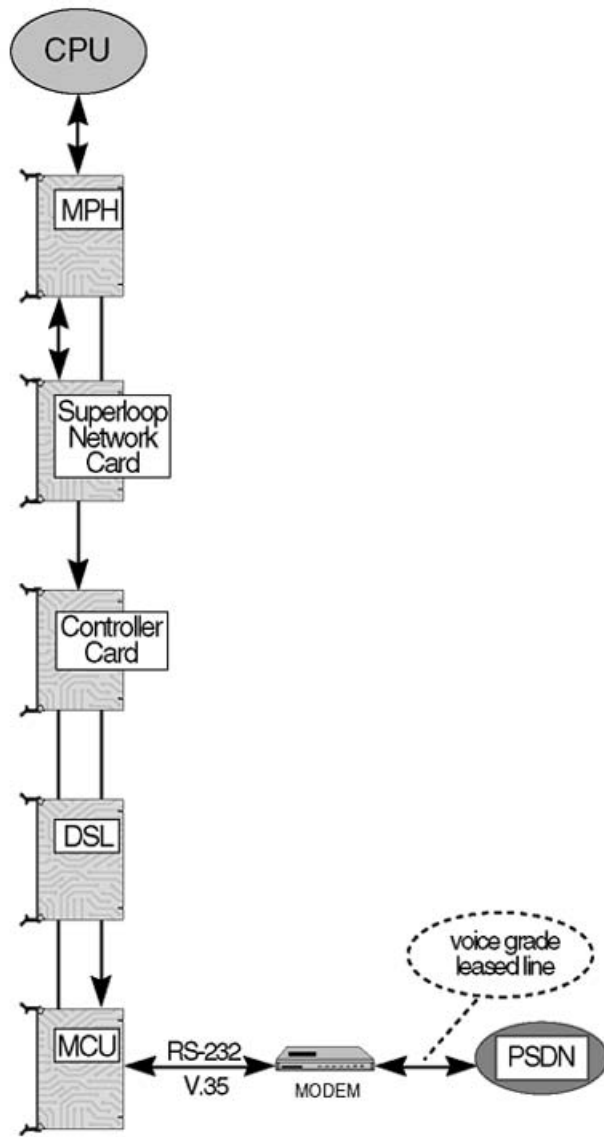 CPU
MPH
Superloop
Network
Card
Controller
Card
DSL
voice grade
leased line
MCU
RS-232
V.35
MODEM
PSDN